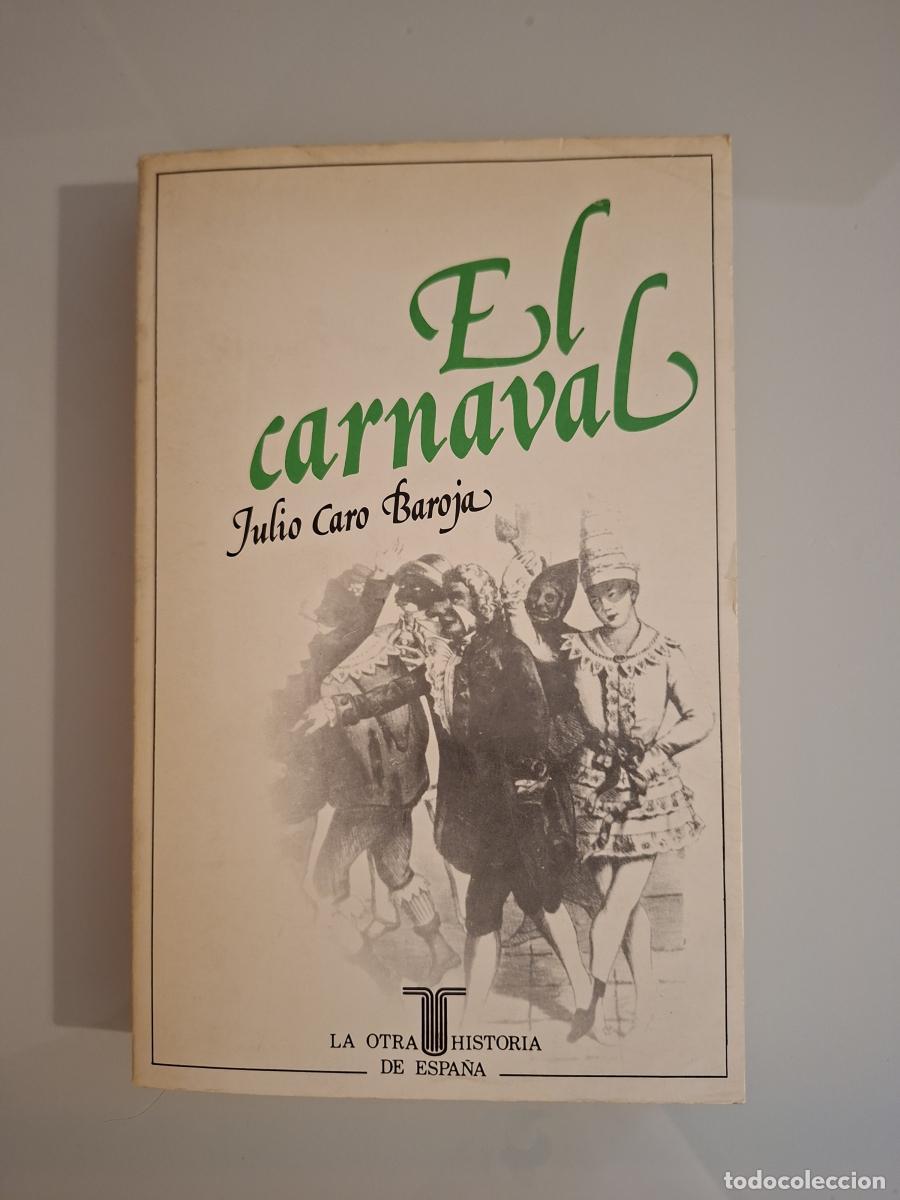 El
carnaval
Julio Caro Baroja
LA OTRA HISTORIA
DE ESPAÑA
todocoleccion